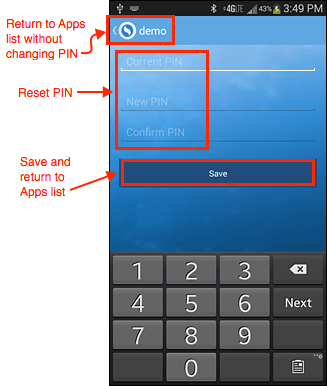 Return to Apps
list without
changing PIN
4G LTE 43% 3:49 PM
demo
Current PIN
Reset PIN
New PIN
Confirm PIN
Save and
return to
Apps list
Save
1 2 3
4 5 6 Next
7 8 9
0